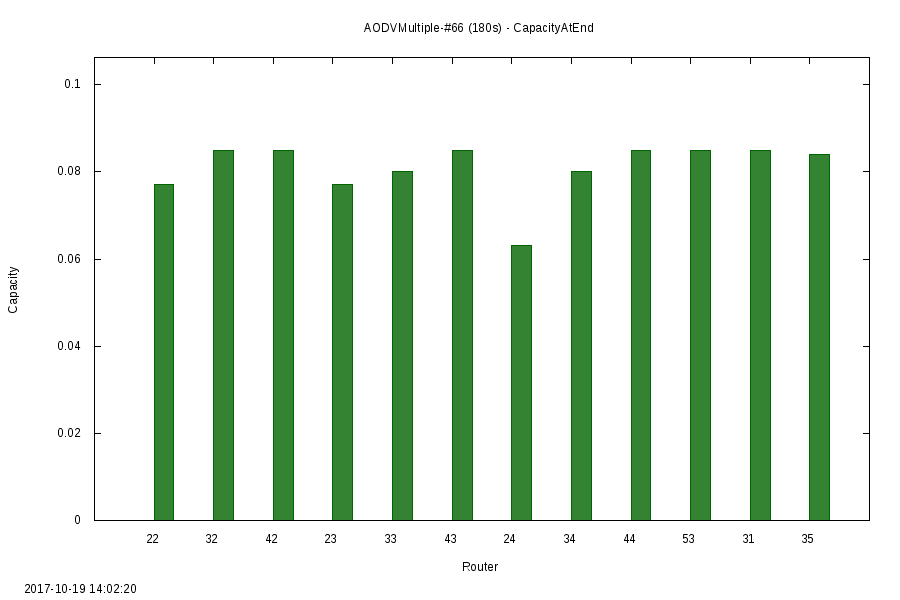 AODVMultiple-#66 (180s) - CapacityAtEnd
0.1
0.08
0.06
0.04
0.02
0
Capacity
22 32 42 23 33 43 24 34 44 53 31 35
Router
2017-10-19 14:02:20